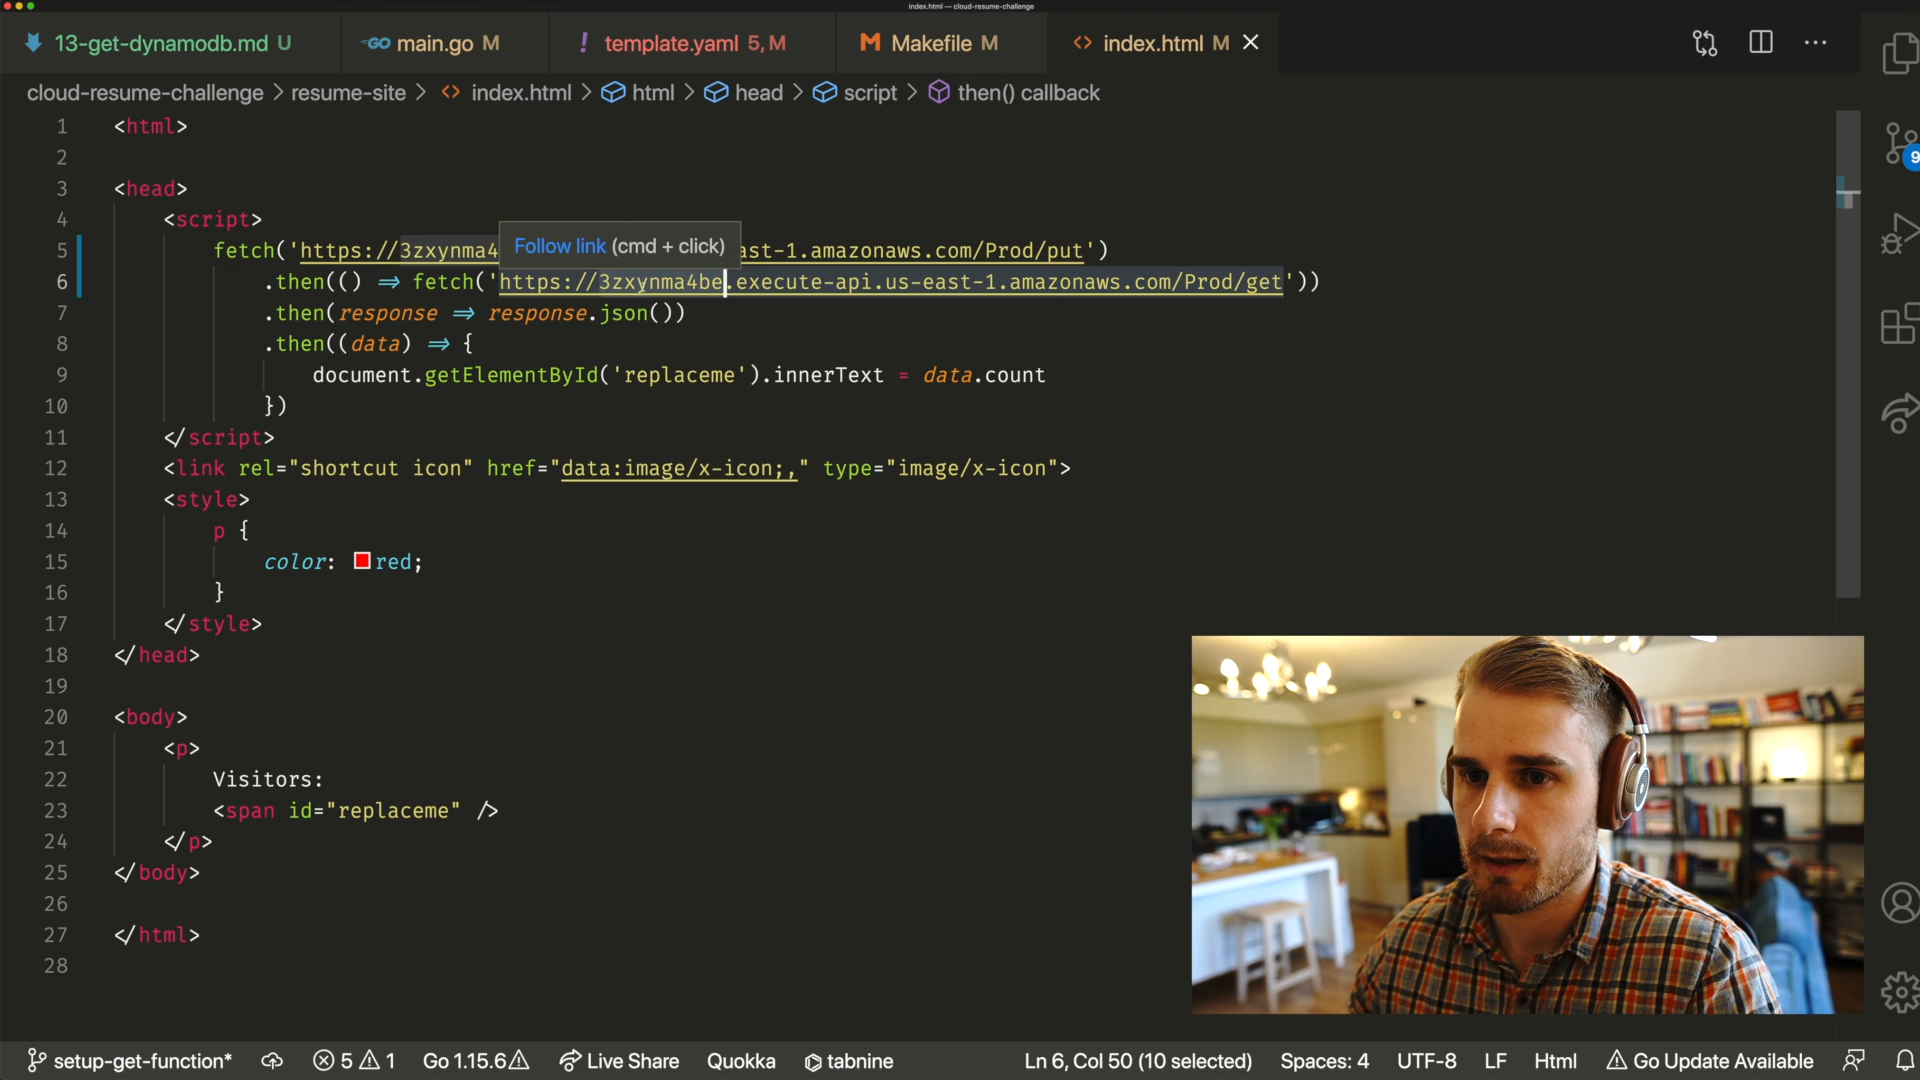 index.html — cloud-resume-challenge
13-get-dynamodb.md U
GO main.go M
! template.yaml 5, M
M Makefile M
<> index.html M
cloud-resume-challenge > resume-site > <> index.html > html > head > script > then() callback
1 <html>
2
3 <head>
4 <script>
5 fetch('https://3zxynma4 Follow link (cmd + click) ast-1.amazonaws.com/Prod/put')
6 .then(() => fetch('https://3zxynma4be.execute-api.us-east-1.amazonaws.com/Prod/get'))
7 .then(response => response.json())
8 .then((data) => {
9 document.getElementById('replaceme').innerText = data.count
10 })
11 </script>
12 <link rel="shortcut icon" href="data:image/x-icon;," type="image/x-icon">
13 <style>
14 p {
15 color: red;
16 }
17 </style>
18 </head>
19
20 <body>
21 <p>
22 Visitors:
23 <span id="replaceme" />
24 </p>
25 </body>
26
27 </html>
28
9
setup-get-function* 5 1 Go 1.15.6 Live Share Quokka tabnine Ln 6, Col 50 (10 selected) Spaces: 4 UTF-8 LF Html Go Update Available